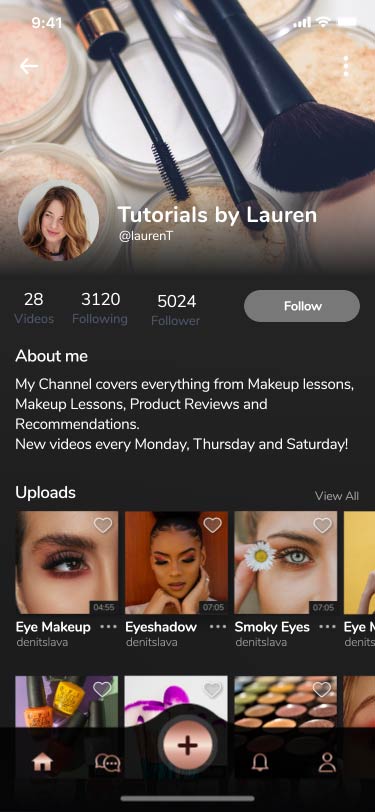 9:41
Tutorials by Lauren
@laurenT
28 3120 5024
Videos Following Follower
Follow
About me
My Channel covers everything from Makeup lessons,
Makeup Lessons, Product Reviews and
Recommendations.
New videos every Monday, Thursday and Saturday!
Uploads View All
04:55 07:05 07:05
Eye Makeup ••• Eyeshadow ••• Smoky Eyes ••• Eye M
denitslava denitslava denitslava denits